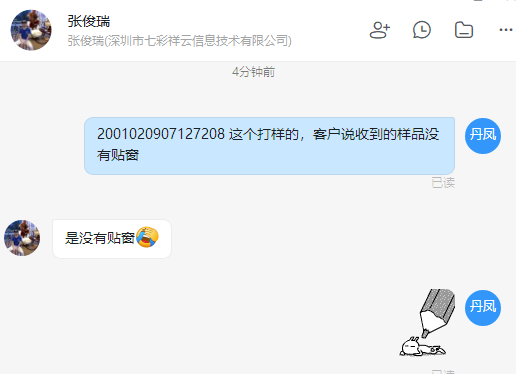 张俊瑞
张俊瑞(深圳市七彩祥云信息技术有限公司)
4分钟前
2001020907127208 这个打样的，客户说收到的样品没
有贴窗
丹凤
已读
是没有贴窗
丹凤
已读